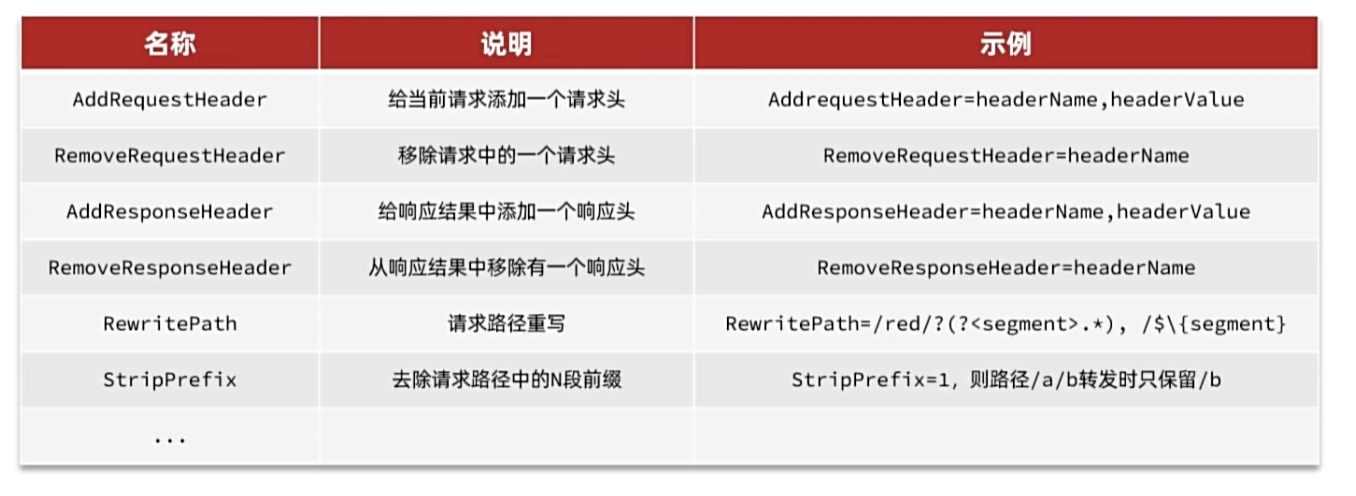 名称 说明 示例
AddRequestHeader 给当前请求添加一个请求头 AddrequestHeader=headerName,headerValue
RemoveRequestHeader 移除请求中的一个请求头 RemoveRequestHeader=headerName
AddResponseHeader 给响应结果中添加一个响应头 AddResponseHeader=headerName,headerValue
RemoveResponseHeader 从响应结果中移除有一个响应头 RemoveResponseHeader=headerName
RewritePath 请求路径重写 RewritePath=/red/?(?<segment>.*), /$\{segment}
StripPrefix 去除请求路径中的N段前缀 StripPrefix=1，则路径/a/b转发时只保留/b
...